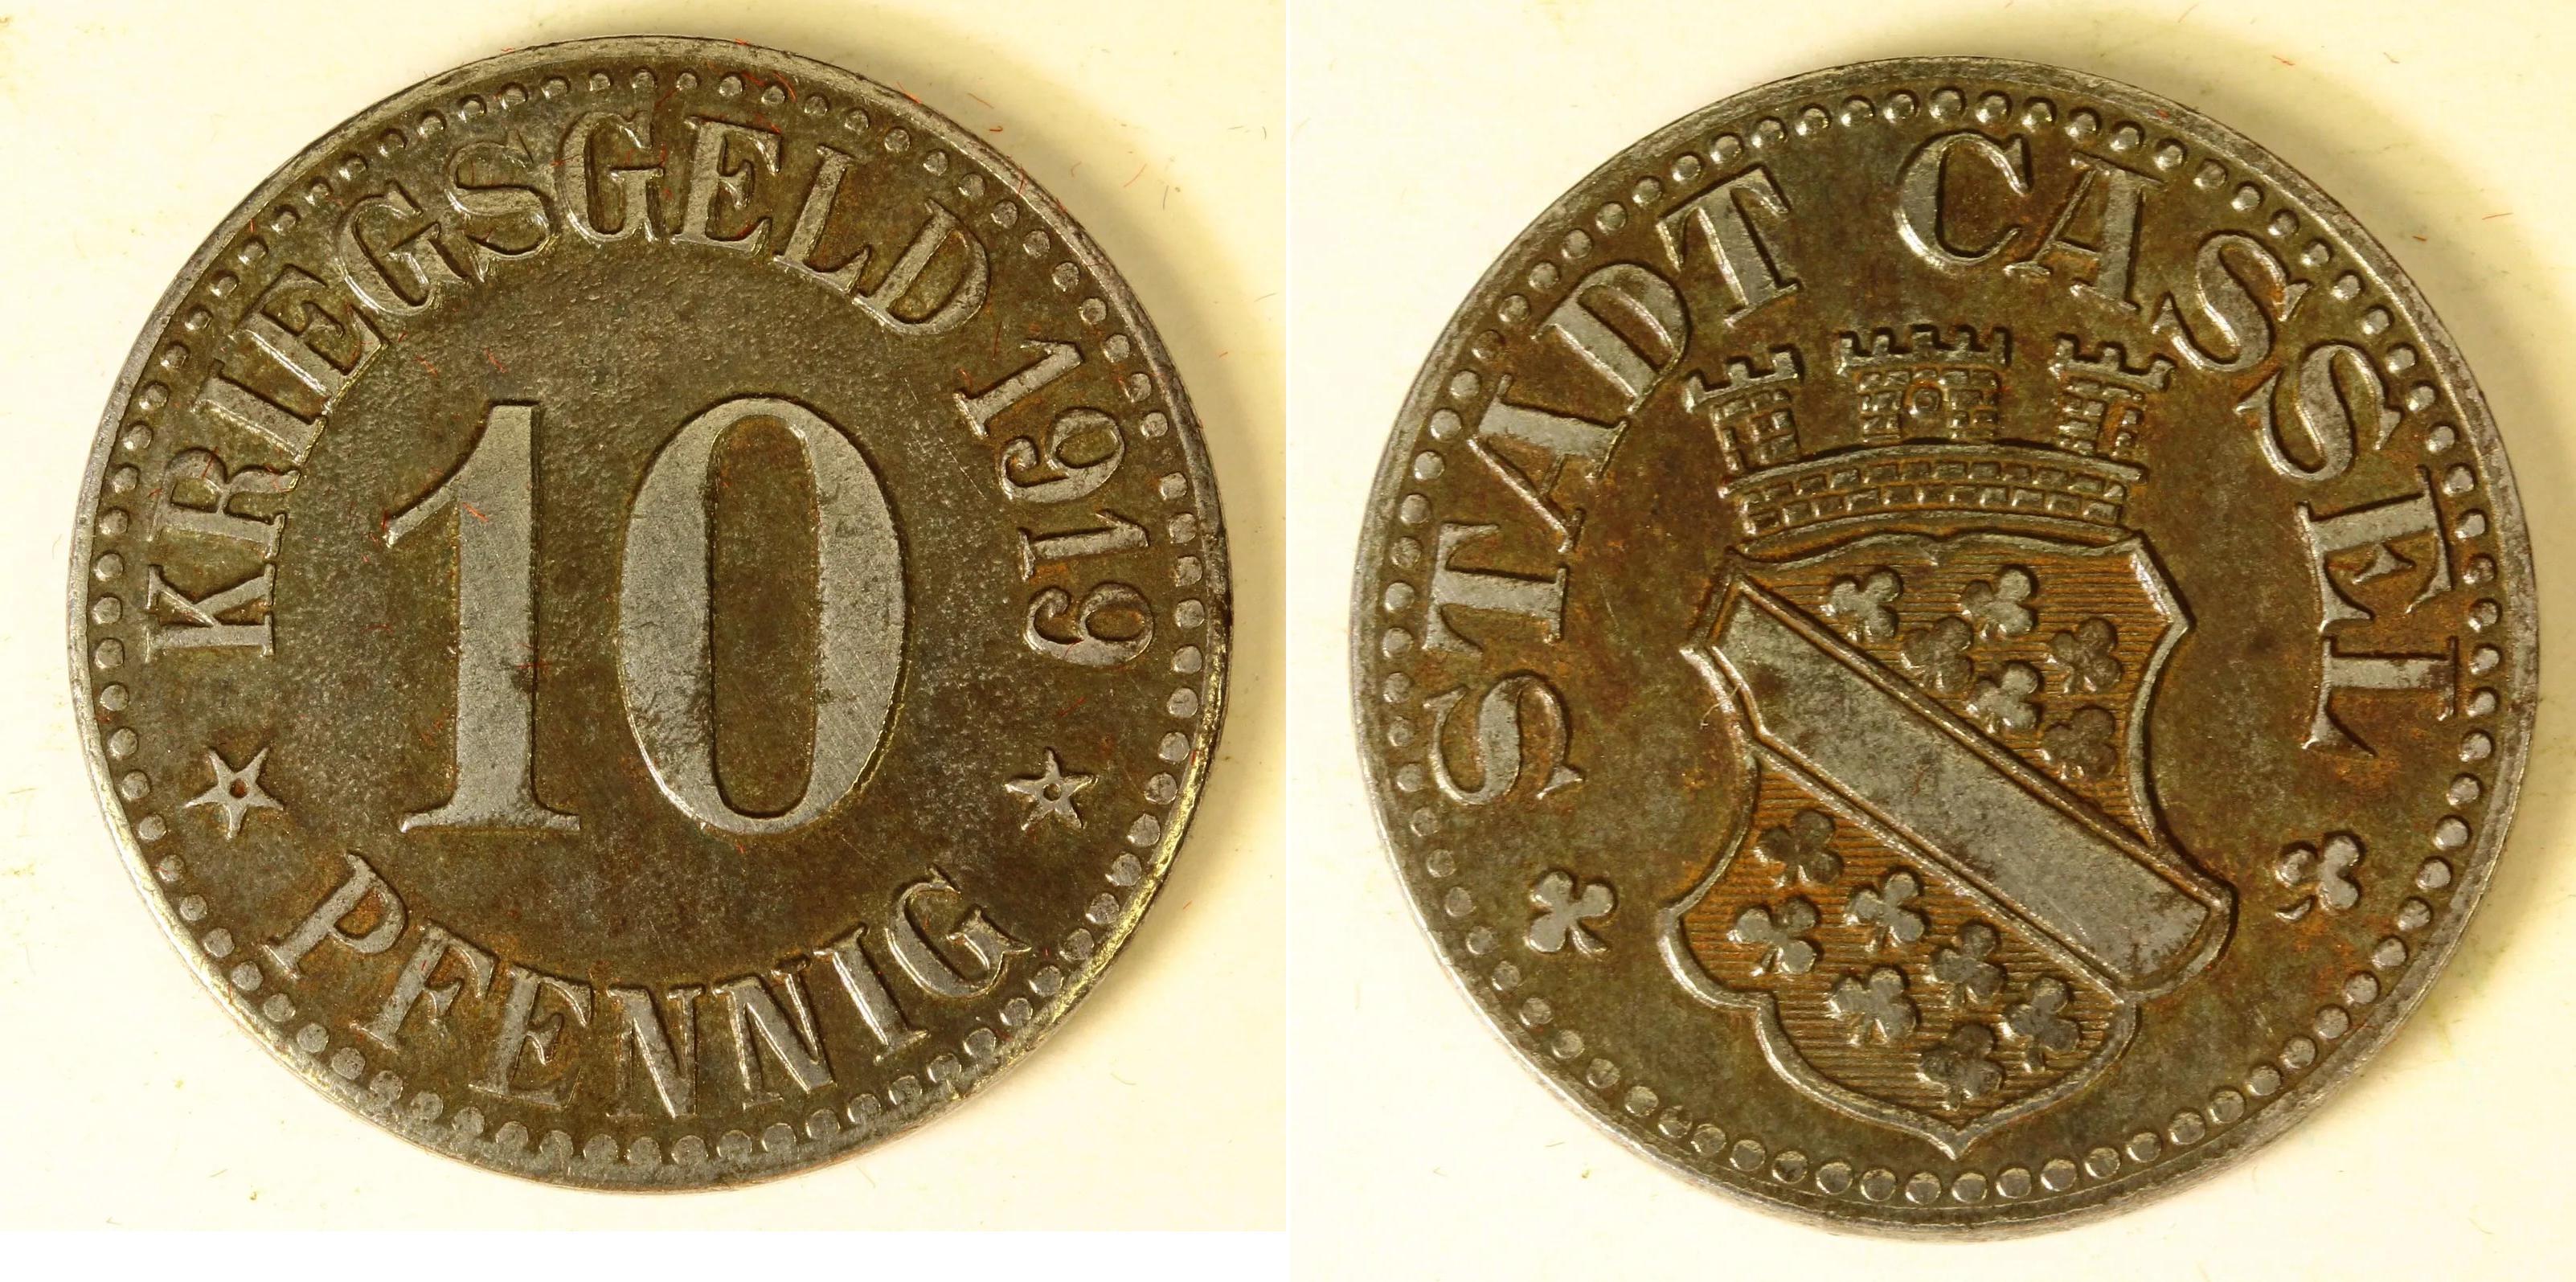 KRIEGSGELD 1919
10
PFENNIG
STADT CASSEL